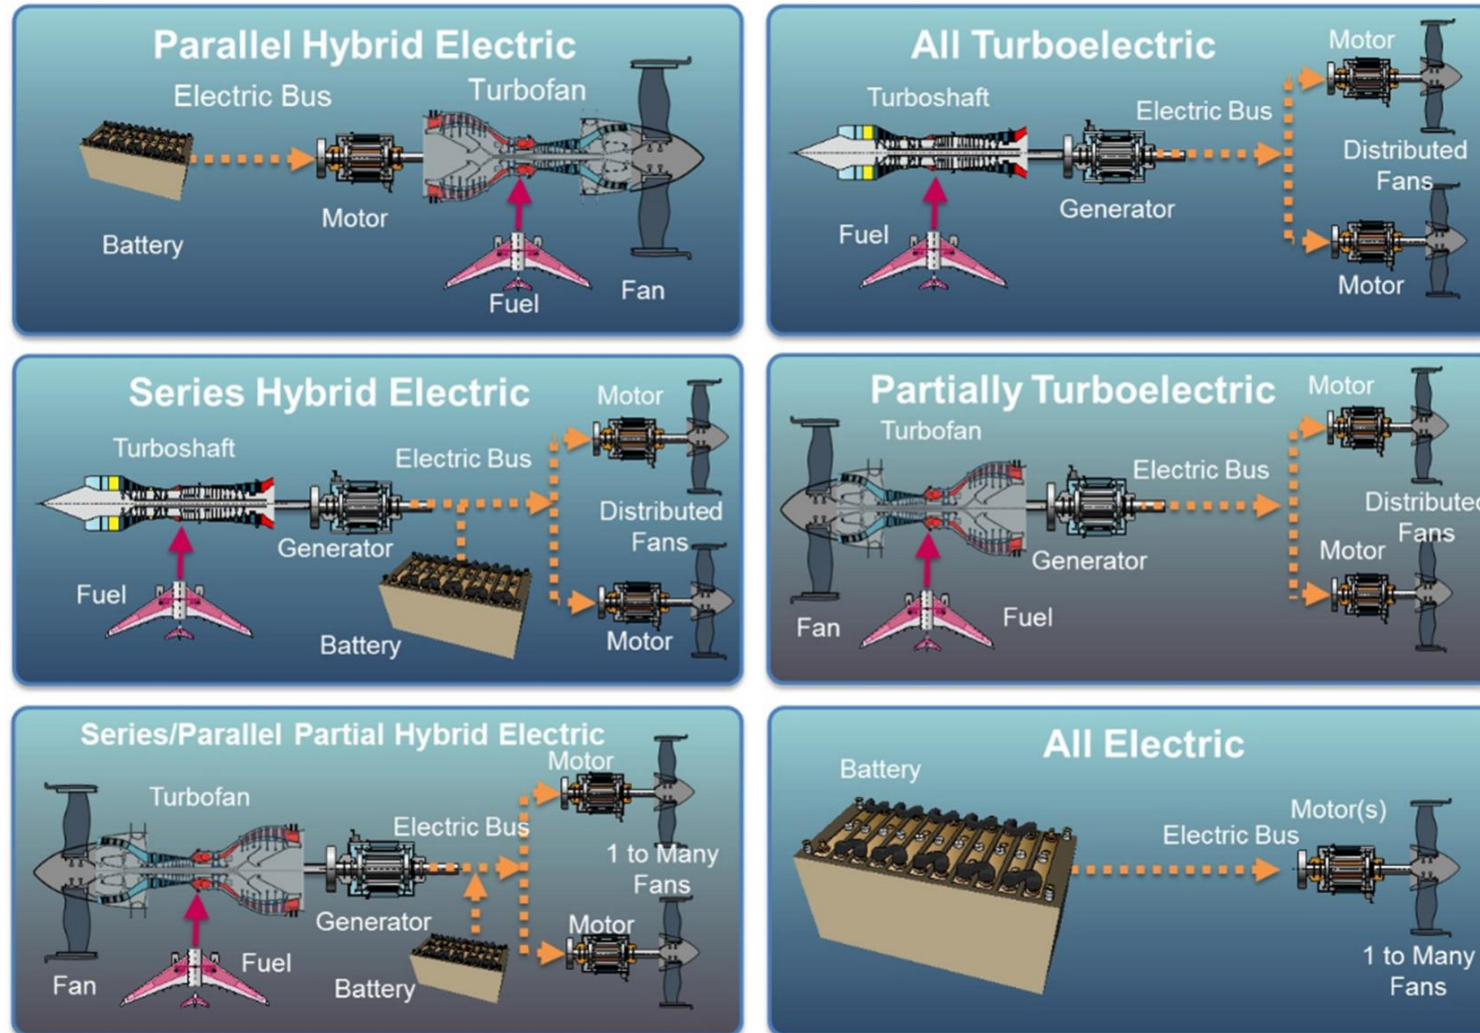 Parallel Hybrid Electric
Electric Bus
Turbofan
Battery
Motor
Fuel
Fan
All Turboelectric
Motor
Turboshaft
Electric Bus
Distributed
Fans
Fuel
Generator
Motor
Series Hybrid Electric
Motor
Turboshaft
Electric Bus
Generator
Distributed
Fans
Fuel
Battery
Motor
Partially Turboelectric
Motor
Turbofan
Electric Bus
Distributed
Fans
Generator
Motor
Fan
Fuel
Series/Parallel Partial Hybrid Electric
Motor
Turbofan
Electric Bus
1 to Many
Fans
Generator
Motor
Fan
Fuel
Battery
All Electric
Battery
Motor(s)
Electric Bus
1 to Many
Fans